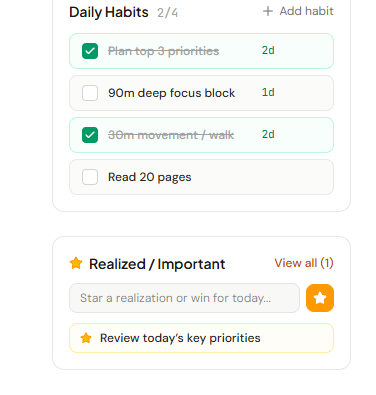 Daily Habits 2/4 + Add habit
Plan top 3 priorities 2d
90m deep focus block 1d
30m movement / walk 2d
Read 20 pages
Realized / Important View all (1)
Star a realization or win for today...
Review today's key priorities